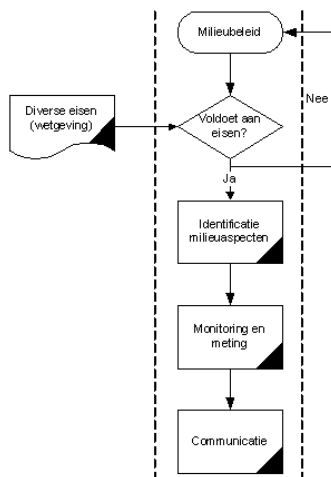 Milieubeleid
Nee
Diverse eisen
(wetgeving)
Voldoet aan
eisen?
Ja
Identificatie
milieuaspecten
Monitoring en
meting
Communicatie